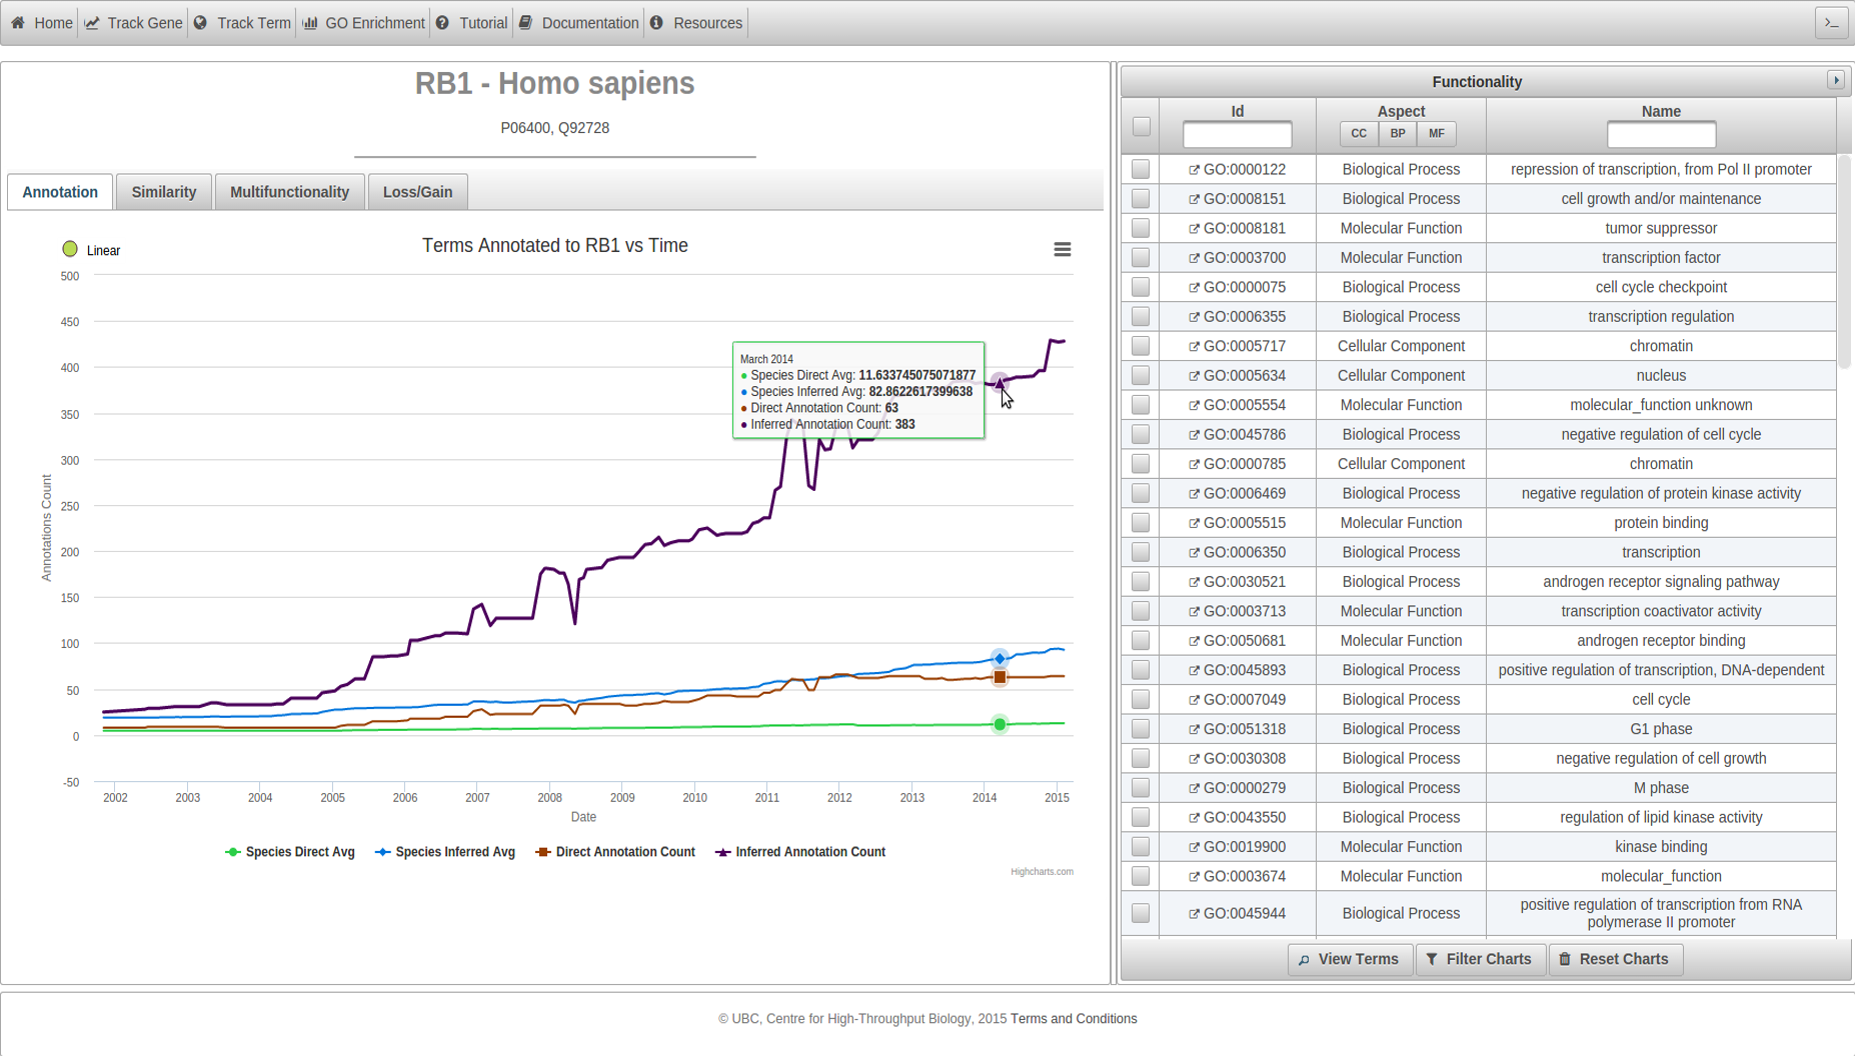 Home
Track Gene
Track Term
GO Enrichment
Tutorial
Documentation
Resources
>_
RB1 - Homo sapiens
P06400, Q92728
Annotation
Similarity
Multifunctionality
Loss/Gain
Linear
Terms Annotated to RB1 vs Time
500
450
400
350
300
250
200
150
100
50
0
-50
Annotations Count
March 2014
Species Direct Avg: 11.633745075071877
Species Inferred Avg: 82.8622617399638
Direct Annotation Count: 63
Inferred Annotation Count: 383
2002 2003 2004 2005 2006 2007 2008 2009 2010 2011 2012 2013 2014 2015
Date
Species Direct Avg
Species Inferred Avg
Direct Annotation Count
Inferred Annotation Count
Highcharts.com
Functionality
Id Aspect Name
CC BP MF
GO:0000122 Biological Process repression of transcription, from Pol II promoter
GO:0008151 Biological Process cell growth and/or maintenance
GO:0008181 Molecular Function tumor suppressor
GO:0003700 Molecular Function transcription factor
GO:0000075 Biological Process cell cycle checkpoint
GO:0006355 Biological Process transcription regulation
GO:0005717 Cellular Component chromatin
GO:0005634 Cellular Component nucleus
GO:0005554 Molecular Function molecular_function unknown
GO:0045786 Biological Process negative regulation of cell cycle
GO:0000785 Cellular Component chromatin
GO:0006469 Biological Process negative regulation of protein kinase activity
GO:0005515 Molecular Function protein binding
GO:0006350 Biological Process transcription
GO:0030521 Biological Process androgen receptor signaling pathway
GO:0003713 Molecular Function transcription coactivator activity
GO:0050681 Molecular Function androgen receptor binding
GO:0045893 Biological Process positive regulation of transcription, DNA-dependent
GO:0007049 Biological Process cell cycle
GO:0051318 Biological Process G1 phase
GO:0030308 Biological Process negative regulation of cell growth
GO:0000279 Biological Process M phase
GO:0043550 Biological Process regulation of lipid kinase activity
GO:0019900 Molecular Function kinase binding
GO:0003674 Molecular Function molecular_function
GO:0045944 Biological Process positive regulation of transcription from RNA
polymerase II promoter
View Terms
Filter Charts
Reset Charts
© UBC, Centre for High-Throughput Biology, 2015 Terms and Conditions